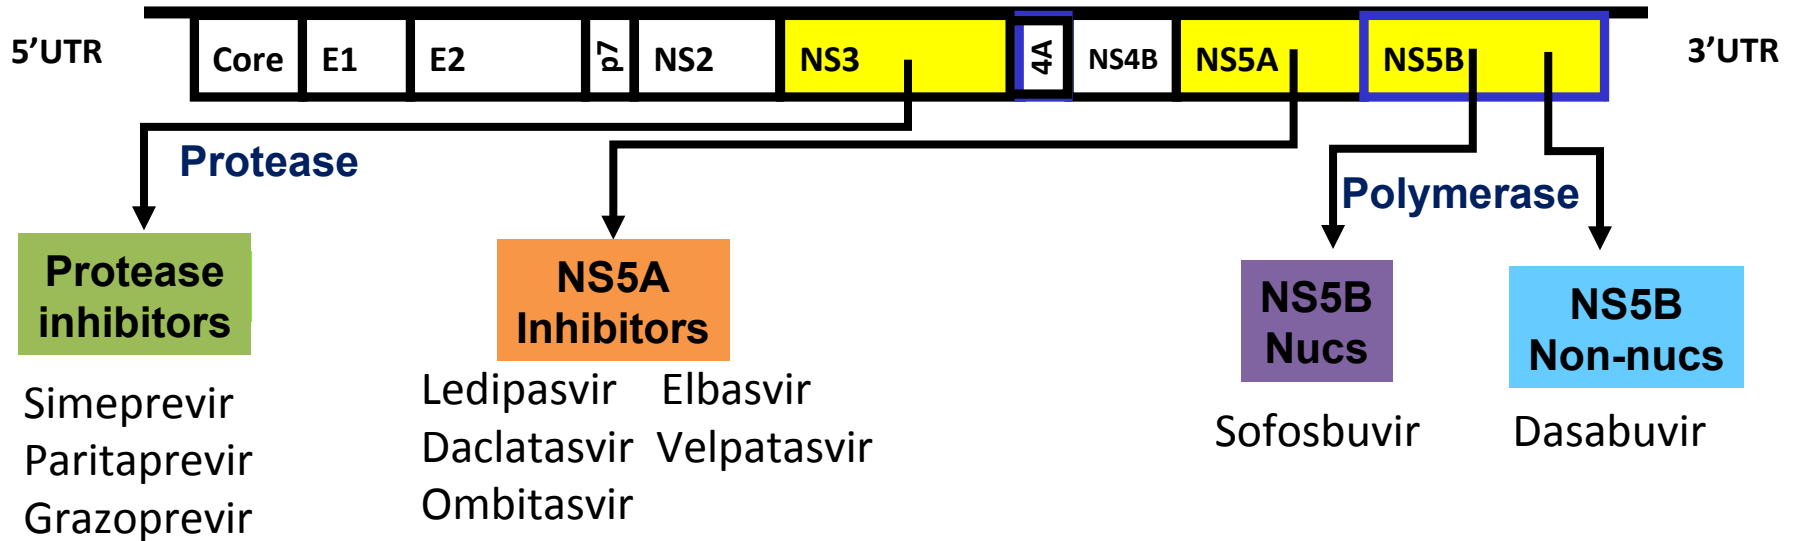 5’UTR Core E1 E2 p7 NS2 NS3 4A NS4B NS5A NS5B 3’UTR
Protease
Polymerase
Protease
inhibitors
Simeprevir
Paritaprevir
Grazoprevir
NS5A
Inhibitors
Ledipasvir Elbasvir
Daclatasvir Velpatasvir
Ombitasvir
NS5B
Nucs
Sofosbuvir
NS5B
Non-nucs
Dasabuvir